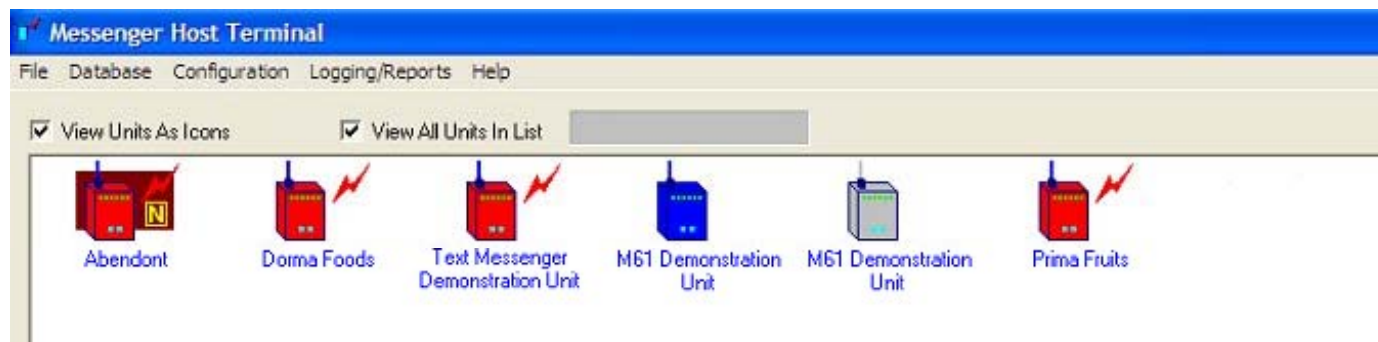 Messenger Host Terminal
File Database Configuration Logging/Reports Help
View Units As Icons View All Units In List
N
Abendont Dorma Foods Text Messenger Demonstration Unit M61 Demonstration Unit M61 Demonstration Unit Prima Fruits